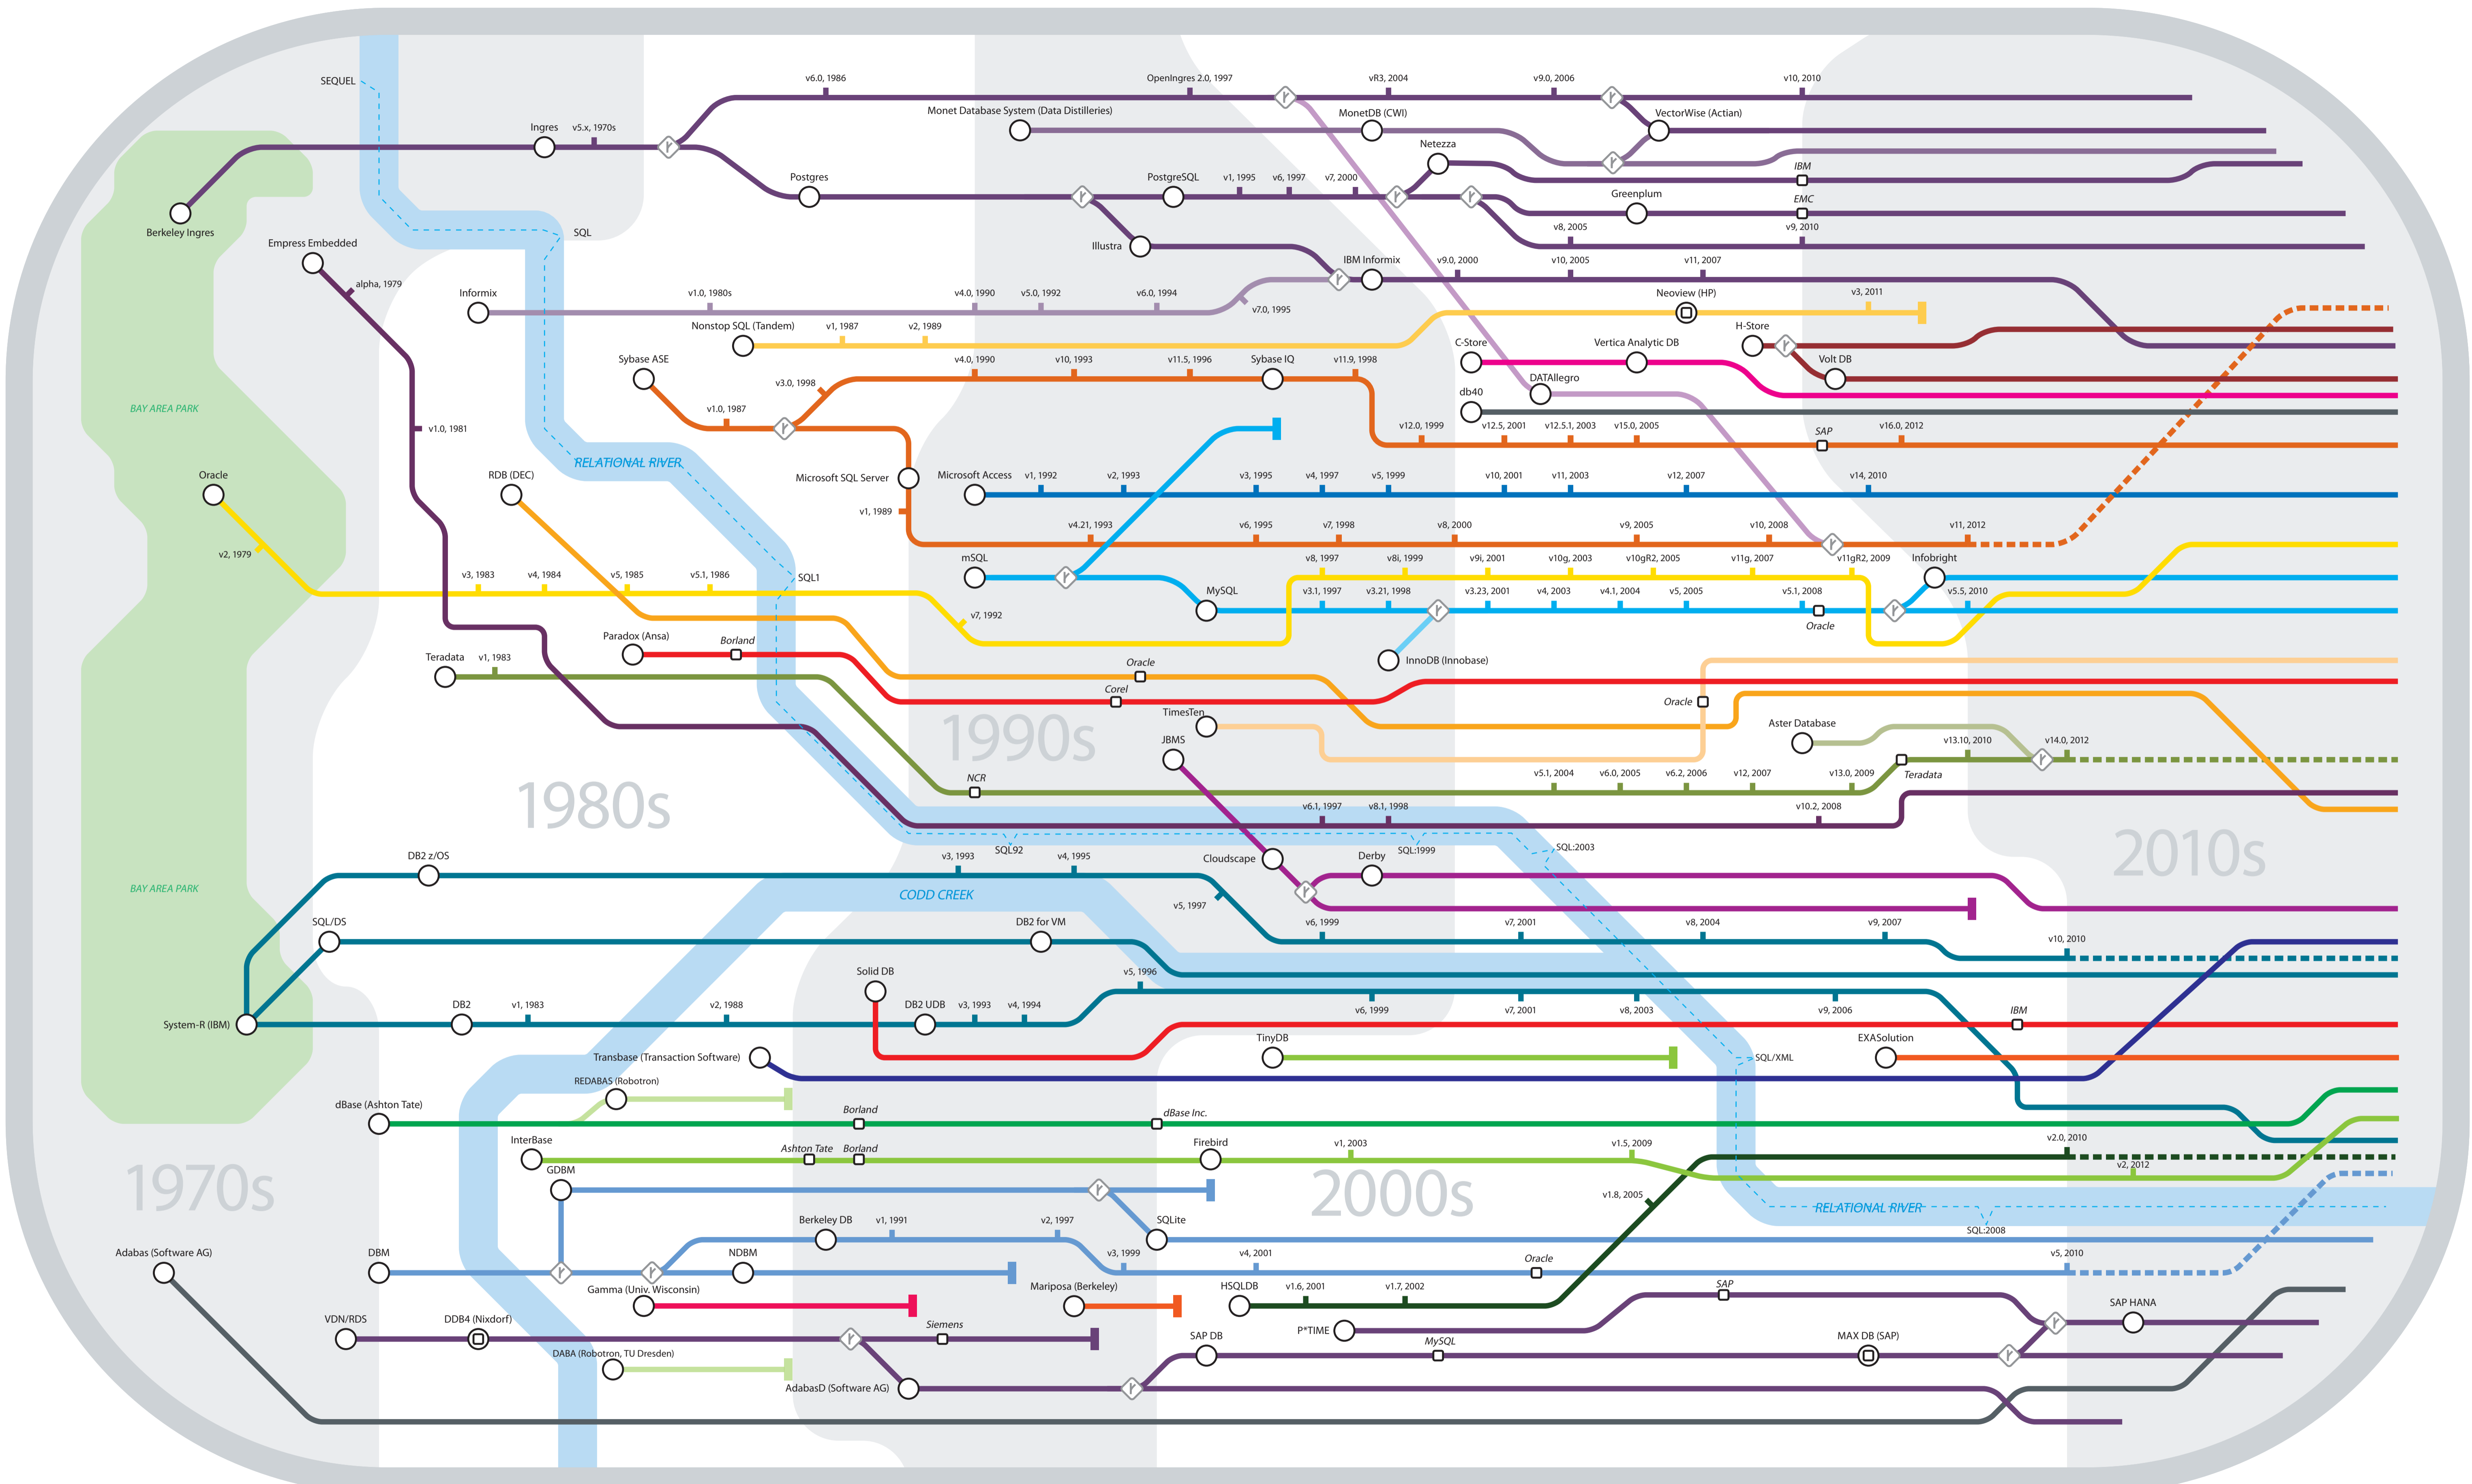 SEQUEL
v6.0, 1986
OpenIngres 2.0, 1997
vR3, 2004
v9.0, 2006
v10, 2010
Monet Database System (Data Distilleries)
MonetDB (CWI)
VectorWise (Actian)
Ingres
v5.x, 1970s
Netezza
IBM
Postgres
PostgreSQL
v1, 1995
v6, 1997
v7, 2000
Greenplum
EMC
Berkeley Ingres
SQL
Empress Embedded
Illustra
v8, 2005
v9, 2010
IBM Informix
v9.0, 2000
v10, 2005
v11, 2007
alpha, 1979
Informix
v1.0, 1980s
v4.0, 1990
v5.0, 1992
v6.0, 1994
v7.0, 1995
Neoview (HP)
v3, 2011
Nonstop SQL (Tandem)
v1, 1987
v2, 1989
H-Store
C-Store
Vertica Analytic DB
Sybase ASE
v4.0, 1990
v10, 1993
v11.5, 1996
Sybase IQ
v11.9, 1998
Volt DB
v3.0, 1998
DATAllegro
db40
BAY AREA PARK
v1.0, 1987
v1.0, 1981
v12.0, 1999
v12.5, 2001
v12.5.1, 2003
v15.0, 2005
SAP
v16.0, 2012
RELATIONAL RIVER
Oracle
RDB (DEC)
Microsoft SQL Server
Microsoft Access
v1, 1992
v2, 1993
v3, 1995
v4, 1997
v5, 1999
v10, 2001
v11, 2003
v12, 2007
v14, 2010
v1, 1989
v4.21, 1993
v6, 1995
v7, 1998
v8, 2000
v9, 2005
v10, 2008
v11, 2012
v2, 1979
mSQL
v8, 1997
v8i, 1999
v9i, 2001
v10g, 2003
v10gR2, 2005
v11g, 2007
v11gR2, 2009
Infobright
v3, 1983
v4, 1984
v5, 1985
v5.1, 1986
SQL1
MySQL
v3.1, 1997
v3.21, 1998
v3.23, 2001
v4, 2003
v4.1, 2004
v5, 2005
v5.1, 2008
v5.5, 2010
v7, 1992
Oracle
Paradox (Ansa)
Borland
Teradata
v1, 1983
Oracle
InnoDB (Innobase)
Corel
Oracle
TimesTen
1990s
Aster Database
JBMS
v13.10, 2010
v14.0, 2012
NCR
v5.1, 2004
v6.0, 2005
v6.2, 2006
v12, 2007
v13.0, 2009
Teradata
1980s
v6.1, 1997
v8.1, 1998
v10.2, 2008
SQL92
SQL:1999
SQL:2003
2010s
DB2 z/OS
v3, 1993
v4, 1995
Cloudscape
Derby
BAY AREA PARK
CODD CREEK
v5, 1997
SQL/DS
DB2 for VM
v6, 1999
v7, 2001
v8, 2004
v9, 2007
v10, 2010
Solid DB
v5, 1996
System-R (IBM)
DB2
v1, 1983
v2, 1988
DB2 UDB
v3, 1993
v4, 1994
v6, 1999
v7, 2001
v8, 2003
v9, 2006
IBM
Transbase (Transaction Software)
TinyDB
SQL/XML
EXASolution
REDABAS (Robotron)
dBase (Ashton Tate)
Borland
dBase Inc.
InterBase
Ashton Tate
Borland
Firebird
v1, 2003
v1.5, 2009
v2.0, 2010
GDBM
v2, 2012
1970s
2000s
v1.8, 2005
RELATIONAL RIVER
Berkeley DB
v1, 1991
v2, 1997
SQLite
SQL:2008
Adabas (Software AG)
DBM
NDBM
v3, 1999
v4, 2001
Oracle
v5, 2010
Gamma (Univ. Wisconsin)
Mariposa (Berkeley)
HSQLDB
v1.6, 2001
v1.7, 2002
SAP
SAP HANA
VDN/RDS
DDB4 (Nixdorf)
Siemens
P*TIME
SAP DB
MySQL
MAX DB (SAP)
DABA (Robotron, TU Dresden)
AdabasD (Software AG)